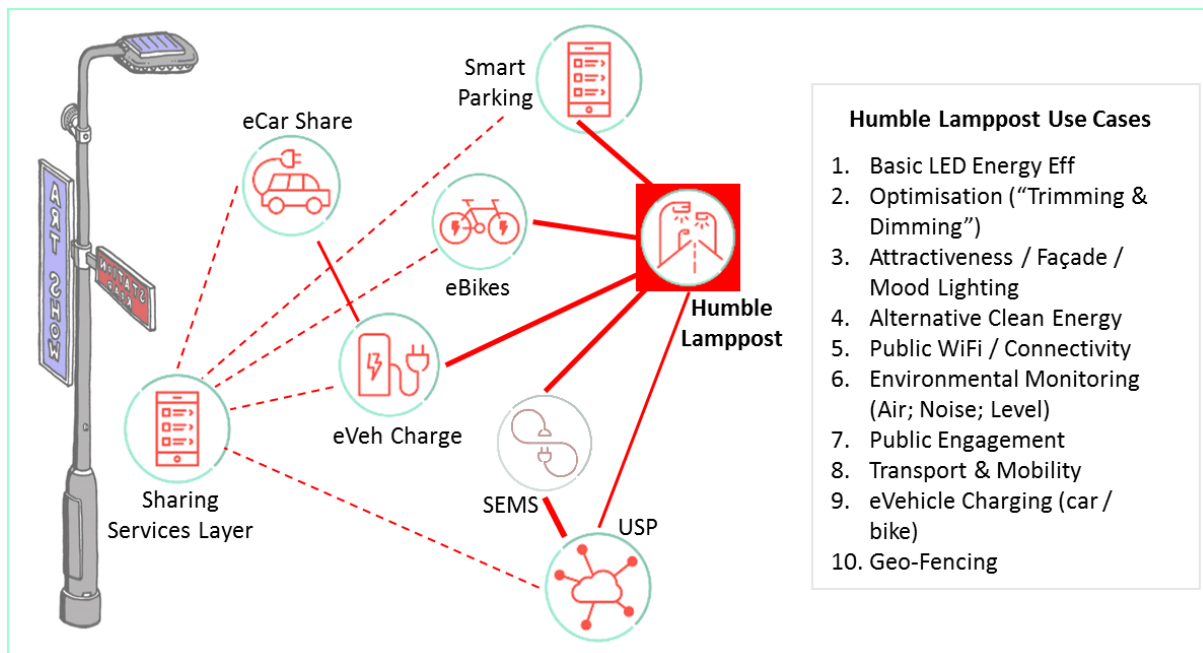 Smart
Parking
eCar Share
eBikes
Humble
Lamppost
eVeh Charge
Sharing
Services Layer
SEMS
USP
ART SHOW
Humble Lamppost Use Cases
1. Basic LED Energy Eff
2. Optimisation (“Trimming &
Dimming”)
3. Attractiveness / Façade /
Mood Lighting
4. Alternative Clean Energy
5. Public WiFi / Connectivity
6. Environmental Monitoring
(Air; Noise; Level)
7. Public Engagement
8. Transport & Mobility
9. eVehicle Charging (car /
bike)
10. Geo-Fencing